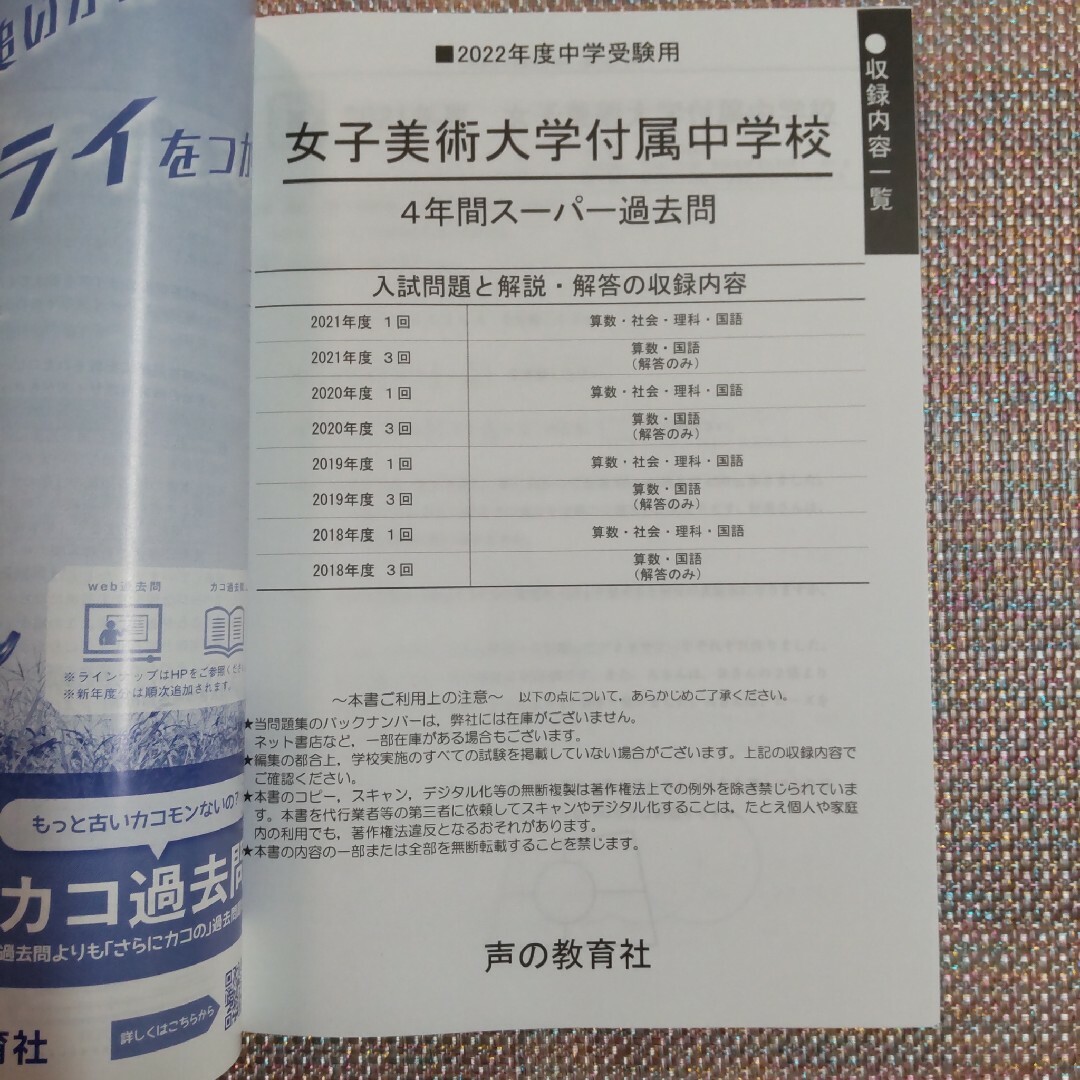 ライをつか
web過去問
※ラインナップはHPをご参照くださ
※新年度分は順次追加されます。
もっと古いカコモンないの?
カコ過去問
過去問よりも「さらにカコの」過去問
詳しくはこちらから
育社
■2022年度中学受験用
女子美術大学付属中学校
4年間スーパー過去問
●収録内容一覧
入試問題と解説・解答の収録内容
2021年度 1回 算数・社会・理科・国語
2021年度 3回 算数・国語
(解答のみ)
2020年度 1回 算数・社会・理科・国語
2020年度 3回 算数・国語
(解答のみ)
2019年度 1回 算数・社会・理科・国語
2019年度 3回 算数・国語
(解答のみ)
2018年度 1回 算数・社会・理科・国語
2018年度 3回 算数・国語
(解答のみ)
～本書ご利用上の注意～ 以下の点について，あらかじめご了承ください。
★当問題集のバックナンバーは，弊社には在庫がございません。
ネット書店など，一部在庫がある場合もございます。
★編集の都合上，学校実施のすべての試験を掲載していない場合がございます。上記の収録内容で
ご確認ください。
★本書のコピー，スキャン，デジタル化等の無断複製は著作権法上での例外を除き禁じられていま
す。本書を代行業者等の第三者に依頼してスキャンやデジタル化することは，たとえ個人や家庭
内の利用でも，著作権法違反となるおそれがあります。
★本書の内容の一部または全部を無断転載することを禁じます。
声の教育社